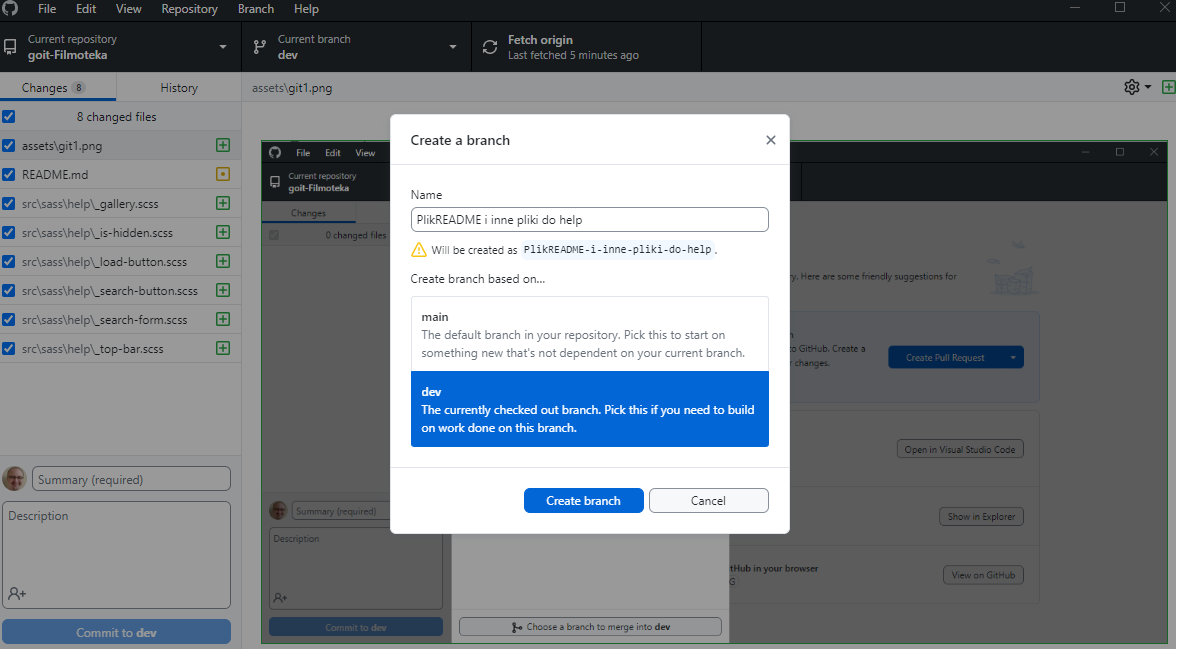 File Edit View Repository Branch Help
Current repository
goit-Filmoteka
Current branch
dev
Fetch origin
Last fetched 5 minutes ago
Changes 8
History
assets\git1.png
8 changed files
assets\git1.png
README.md
src\sass\help\_gallery.scss
src\sass\help\_is-hidden.scss
src\sass\help\_load-button.scss
src\sass\help\_search-button.scss
src\sass\help\_search-form.scss
src\sass\help\_top-bar.scss
Summary (required)
Description
Commit to dev
Create a branch
Name
PlikREADME i inne pliki do help
Will be created as PlikREADME-i-inne-pliki-do-help .
Create branch based on...
main
The default branch in your repository. Pick this to start on
something new that's not dependent on your current branch.
dev
The currently checked out branch. Pick this if you need to build
on work done on this branch.
Create branch
Cancel
File Edit View
Current repository
goit-Filmoteka
Changes
0 changed files
ry. Here are some friendly suggestions for
to GitHub. Create a
changes.
Create Pull Request
Open in Visual Studio Code
Show in Explorer
tHub in your browser
View on GitHub
Summary (required)
Description
Commit to dev
Choose a branch to merge into dev